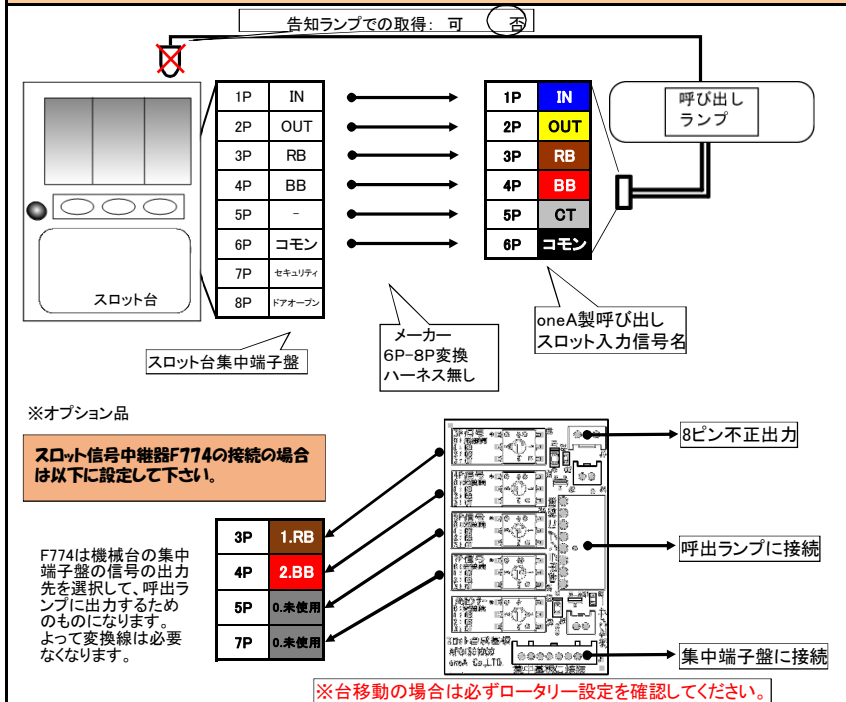 告知ランプでの取得: 可 否
1P IN
2P OUT
3P RB
4P BB
5P -
6P コモン
7P セキュリティ
8P ドアオープン
1P IN
2P OUT
3P RB
4P BB
5P CT
6P コモン
呼び出し
ランプ
スロット台
スロット台集中端子盤
メーカー
6P-8P変換
ハーネス無し
oneA製呼び出し
スロット入力信号名
※オプション品
スロット信号中継器F774の接続の場合
は以下に設定して下さい。
F774は機械台の集中
端子盤の信号の出力
先を選択して、呼出ラ
ンプに出力するため
のものになります。
よって変換線は必要
なくなります。
3P 1.RB
4P 2.BB
5P 0.未使用
7P 0.未使用
8ピン不正出力
呼出ランプに接続
集中端子盤に接続
oneA Co.,LTD.
※台移動の場合は必ずロータリー設定を確認してください。